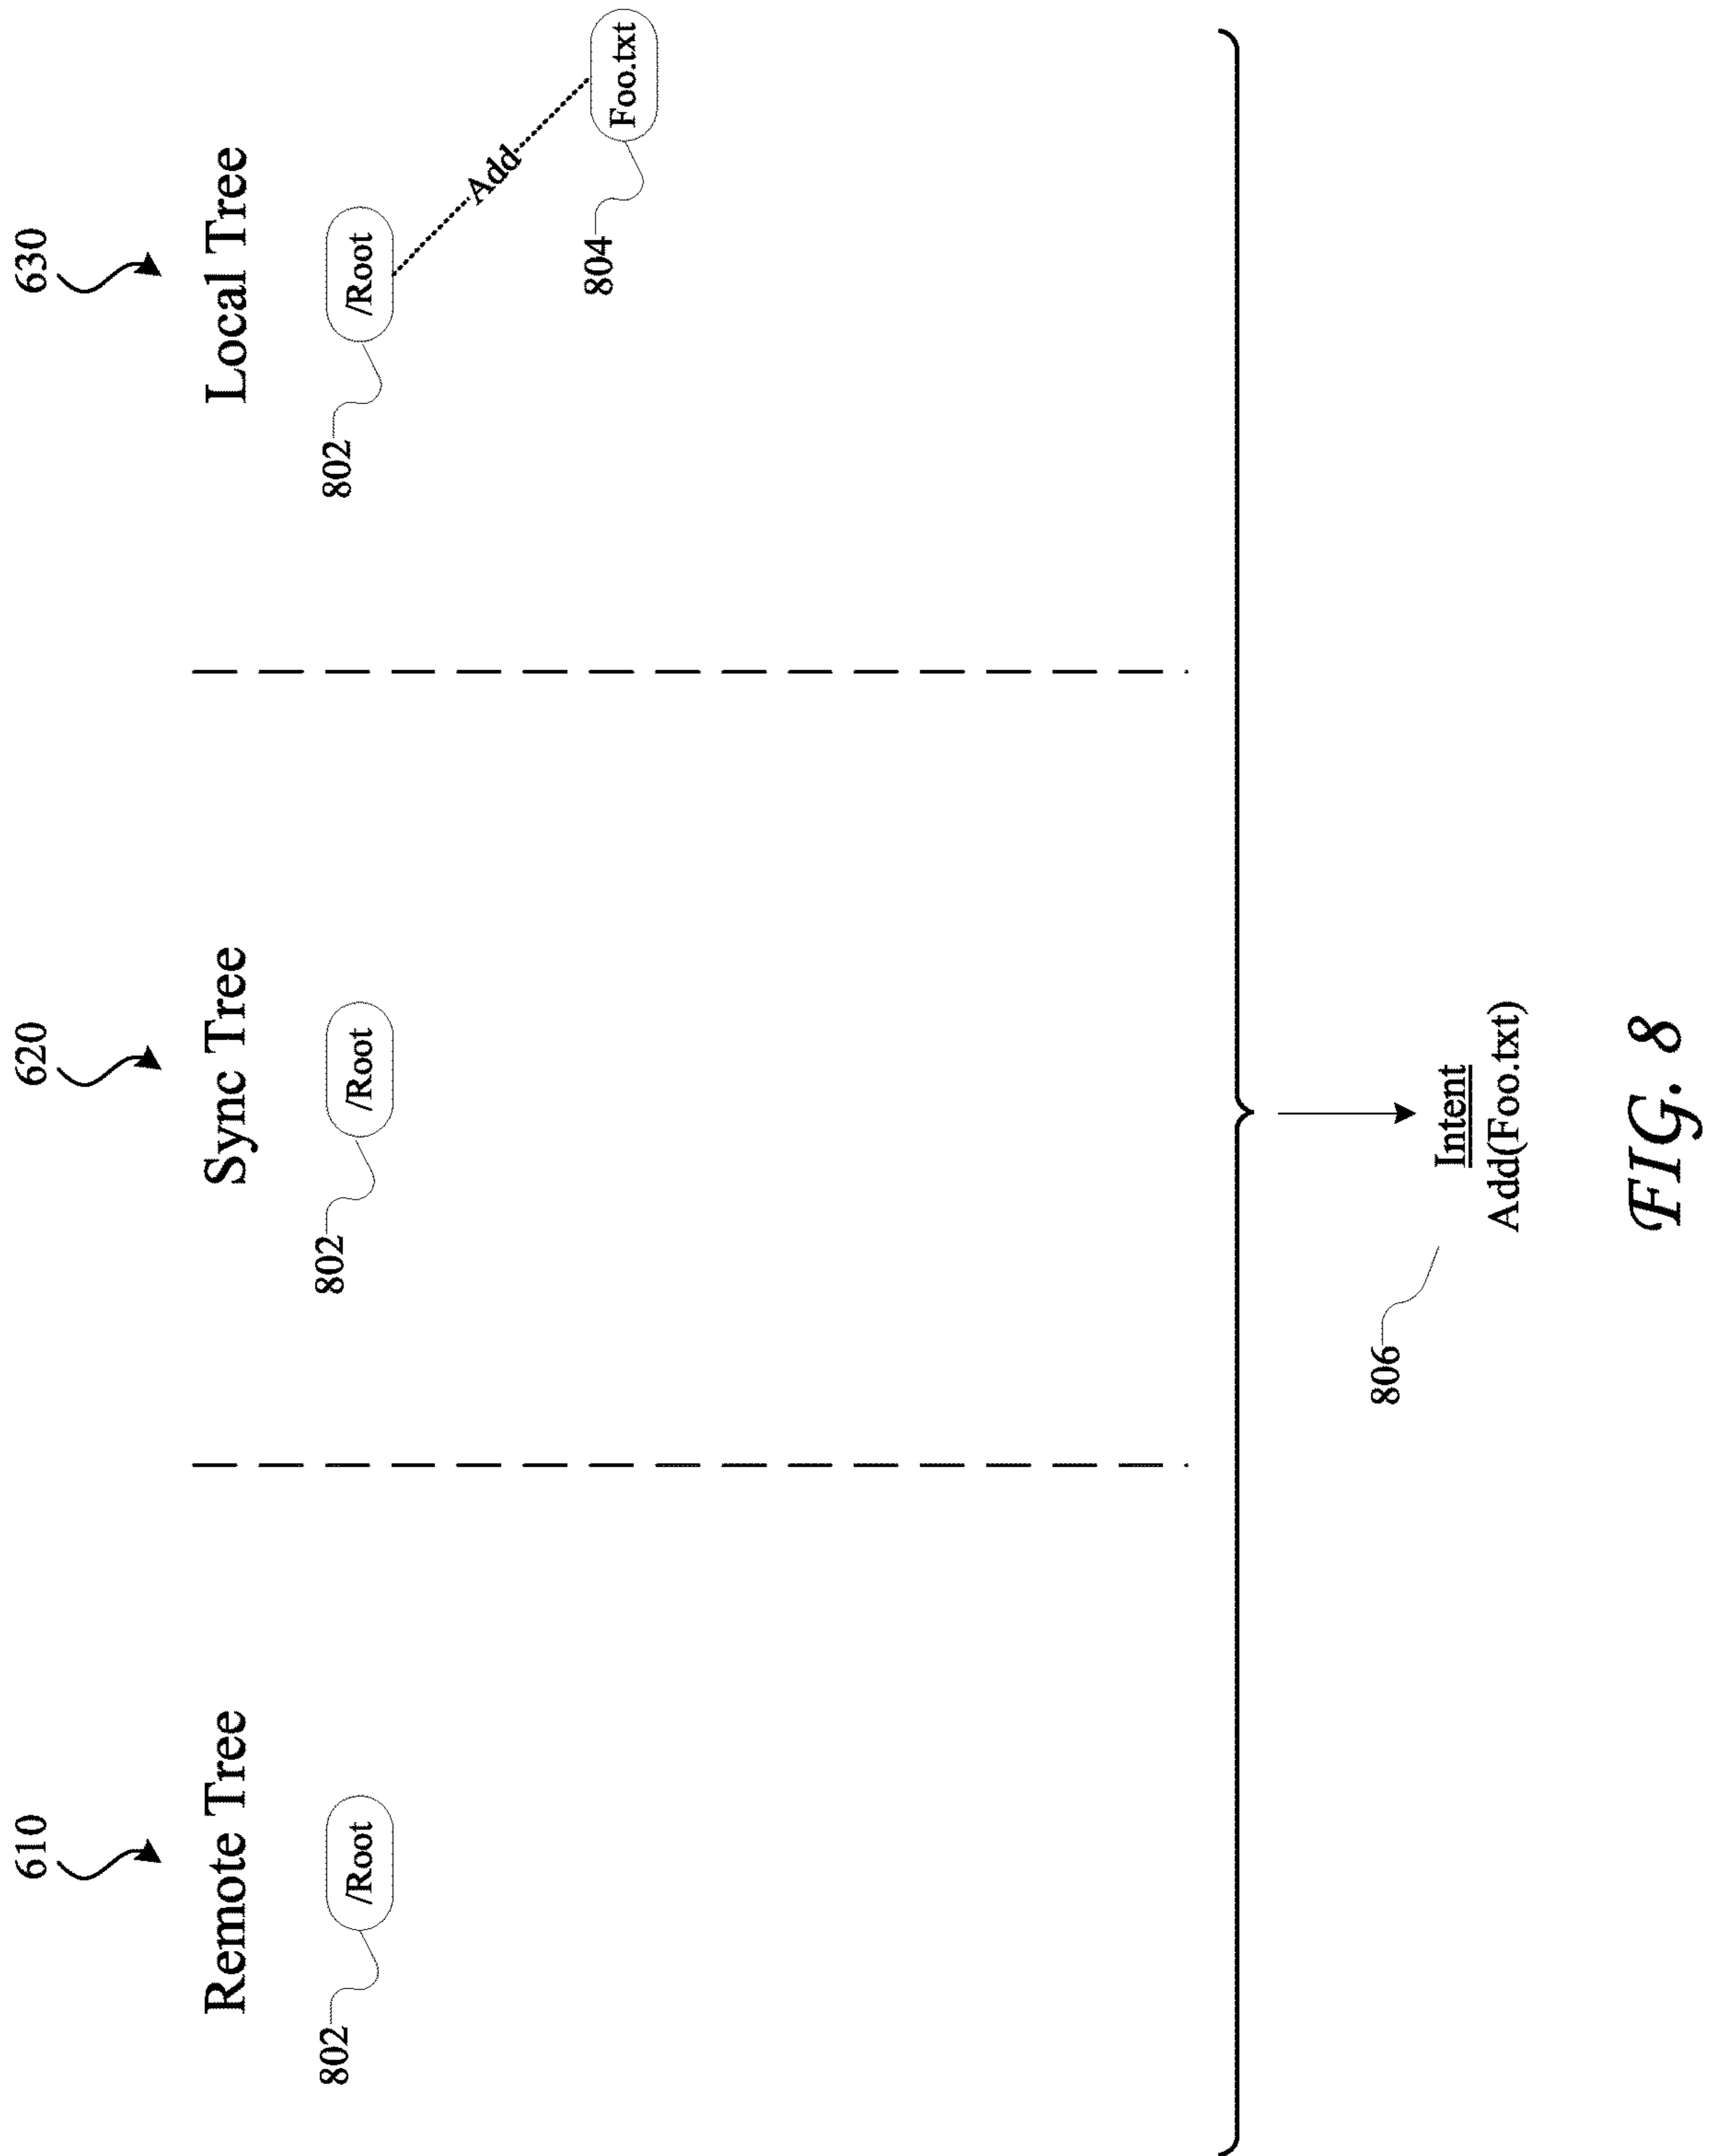 610
620
630
Remote Tree
Sync Tree
Local Tree
802
/Root
802
/Root
802
/Root
Add
804
Foo.txt
806
Intent
Add(Foo.txt)
FIG. 8